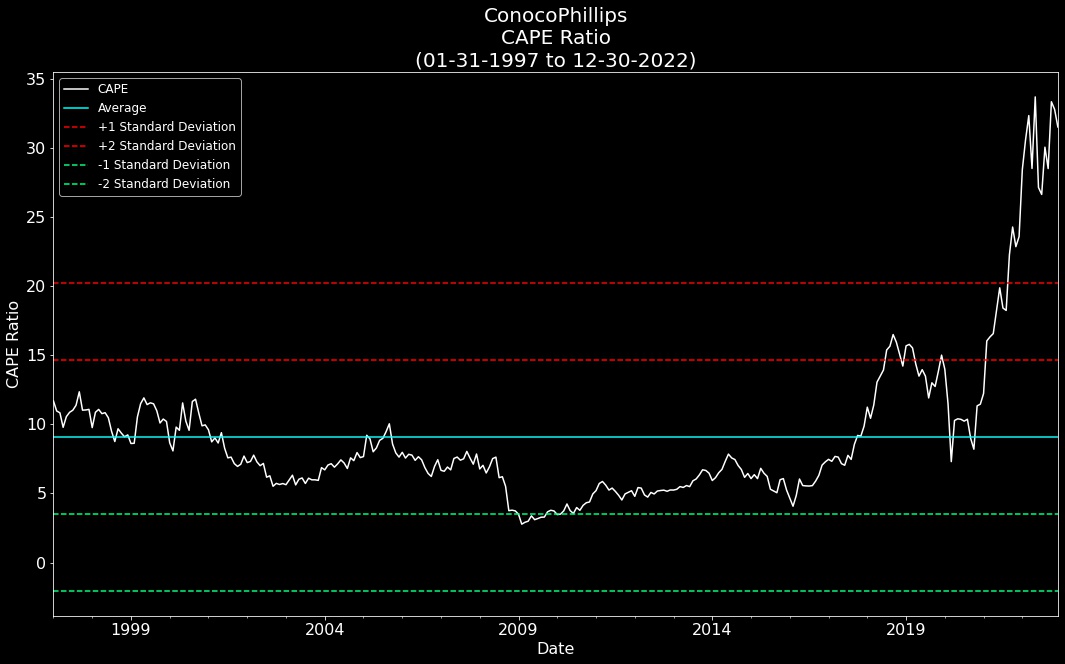 ConocoPhillips
CAPE Ratio
(01-31-1997 to 12-30-2022)
CAPE
Average
+1 Standard Deviation
+2 Standard Deviation
-1 Standard Deviation
-2 Standard Deviation
35
30
25
20
15
10
5
0
CAPE Ratio
1999
2004
2009
2014
2019
Date